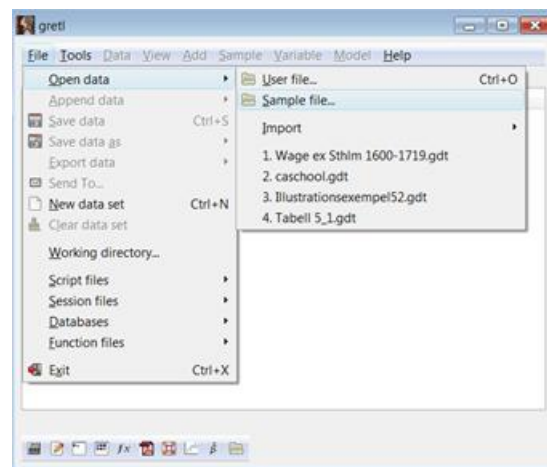 gretl
File Tools Data View Add Sample Variable Model Help
Open data
Append data
Save data Ctrl+S
Save data as
Export data
Send To...
New data set Ctrl+N
Clear data set
Working directory...
Script files
Session files
Databases
Function files
Exit Ctrl+X
User file... Ctrl+O
Sample file...
Import
1. Wage ex Sthlm 1600-1719.gdt
2. caschool.gdt
3. Illustrationsexempel52.gdt
4. Tabell 5_1.gdt
fx
β̂